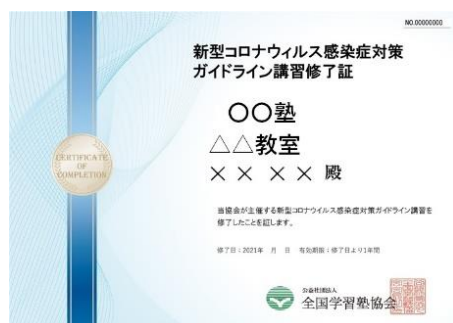 NO.00000000
新型コロナウィルス感染症対策
ガイドライン講習修了証
〇〇塾
△△教室
× × × × 殿
CERTIFICATE
OF
COMPLETION
当協会が主催する新型コロナウイルス感染症対策ガイドライン講習を
修了したことを証します。
修了日：2021年　月　日　有効期限：修了日より1年間
公益社団法人
全国学習塾協会